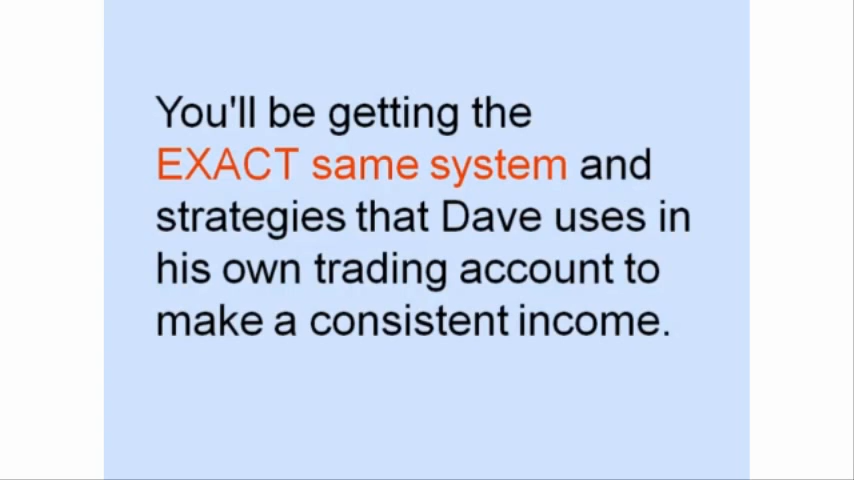 You'll be getting the
EXACT same system and
strategies that Dave uses in
his own trading account to
make a consistent income.